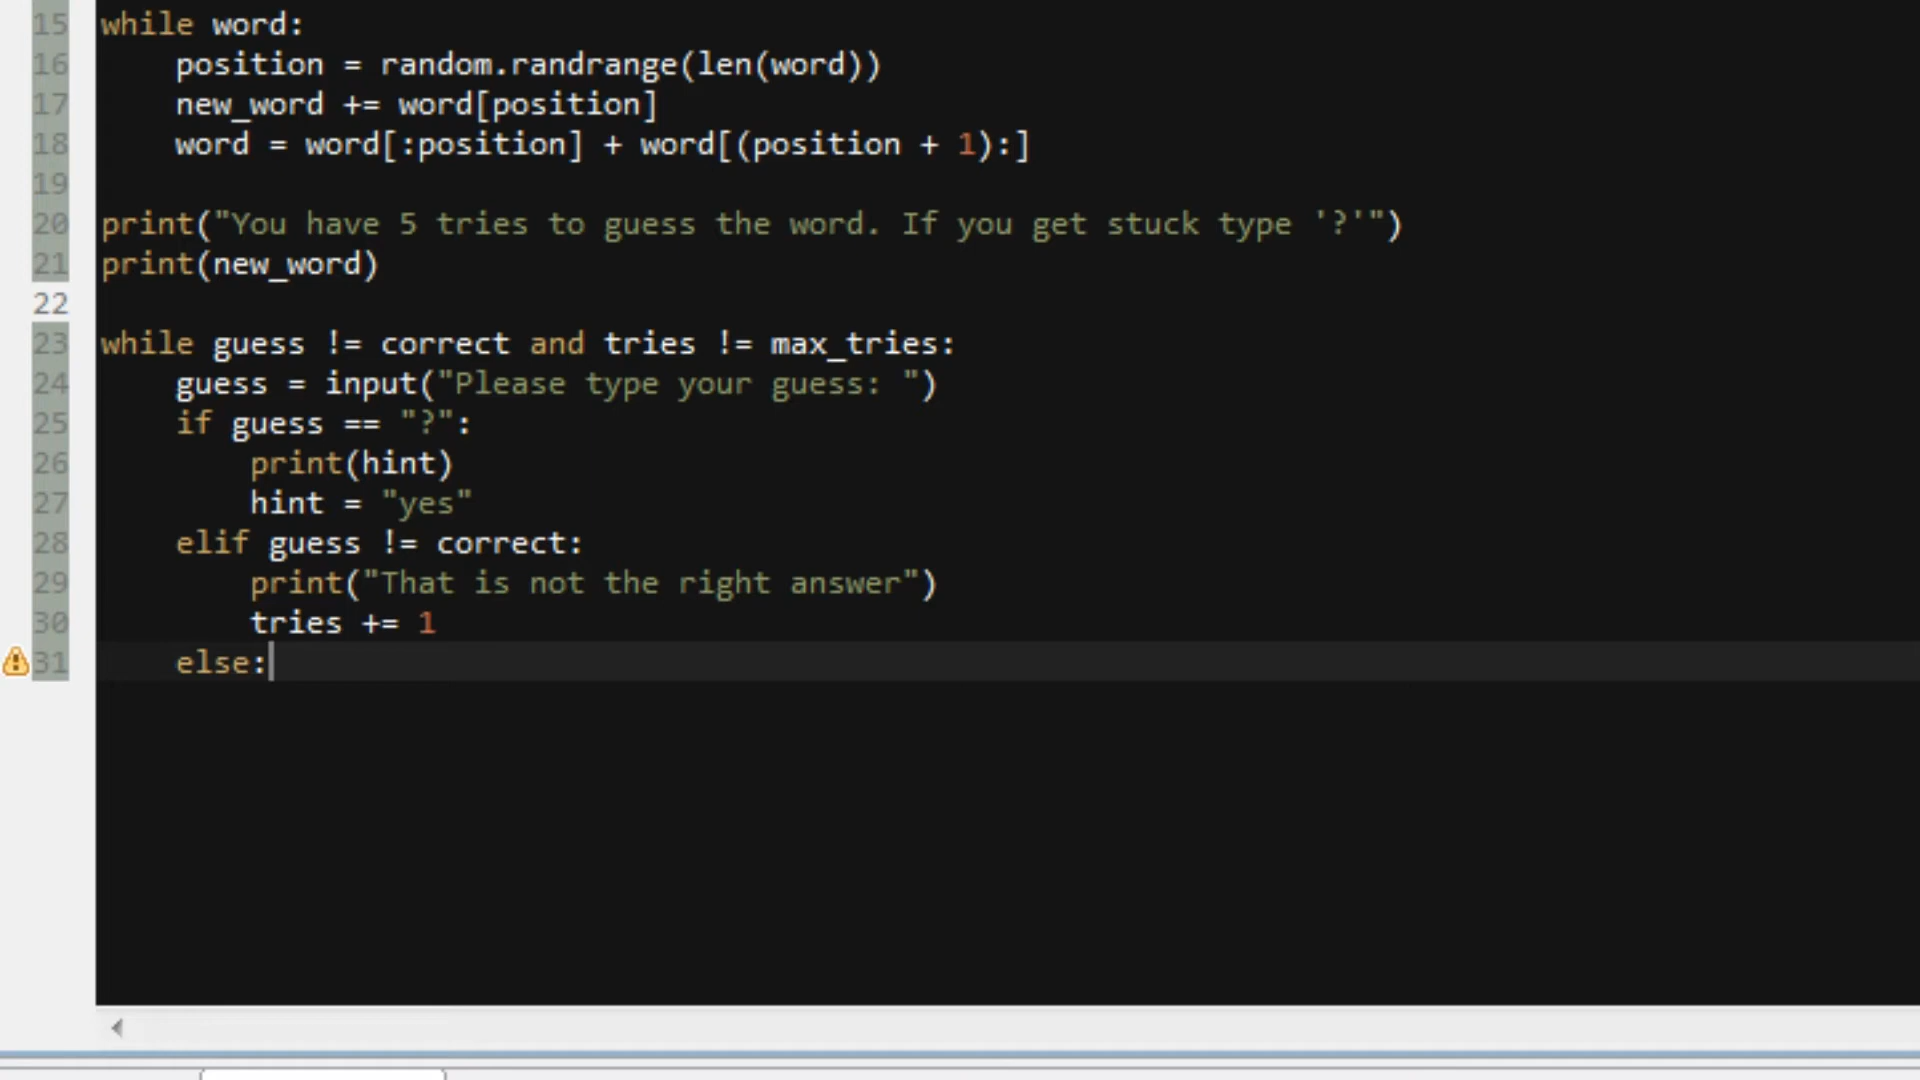 15 while word:
16     position = random.randrange(len(word))
17     new_word += word[position]
18     word = word[:position] + word[(position + 1):]
19
20 print("You have 5 tries to guess the word. If you get stuck type '?'")
21 print(new_word)
22
23 while guess != correct and tries != max_tries:
24     guess = input("Please type your guess: ")
25     if guess == "?":
26         print(hint)
27         hint = "yes"
28     elif guess != correct:
29         print("That is not the right answer")
30         tries += 1
31     else: